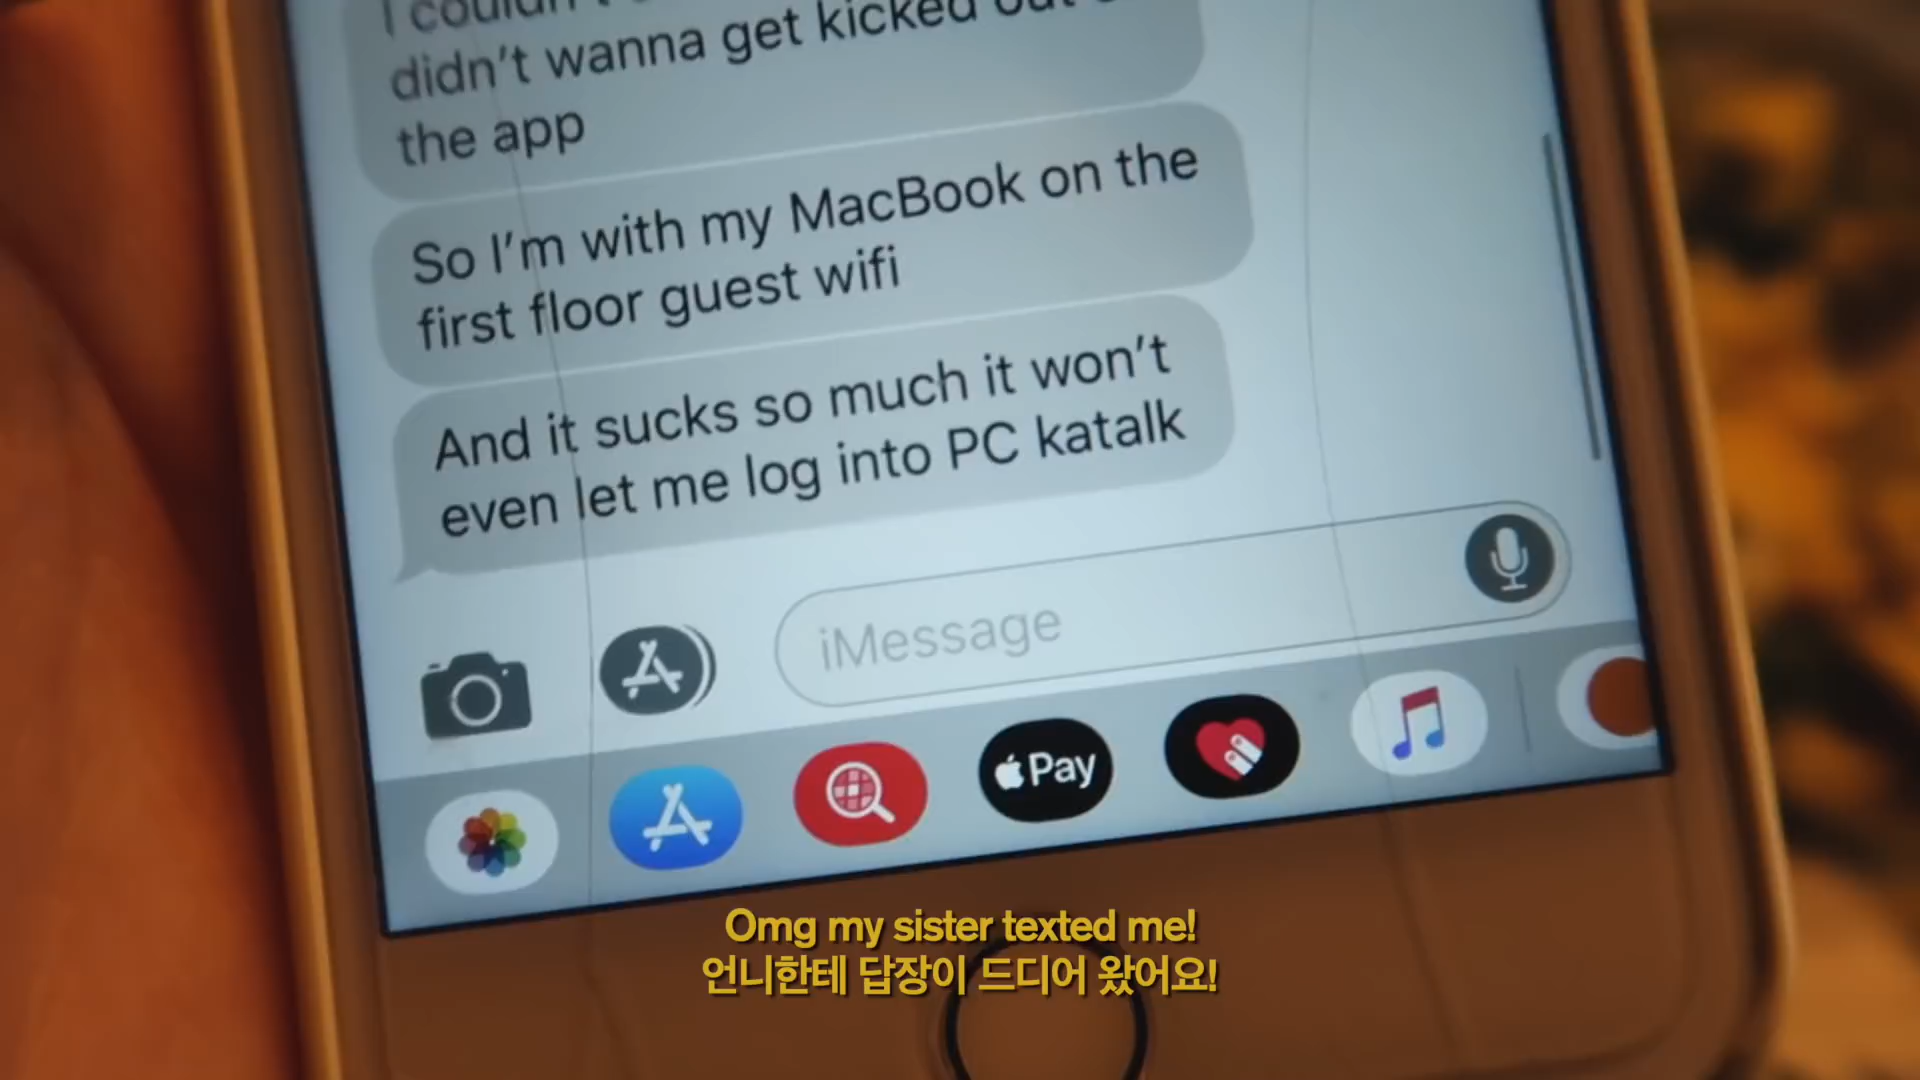 I couldn't
didn't wanna get kicked out
the app
So I'm with my MacBook on the
first floor guest wifi
And it sucks so much it won't
even let me log into PC katalk
iMessage
Pay
Omg my sister texted me!
언니한테 답장이 드디어 왔어요!